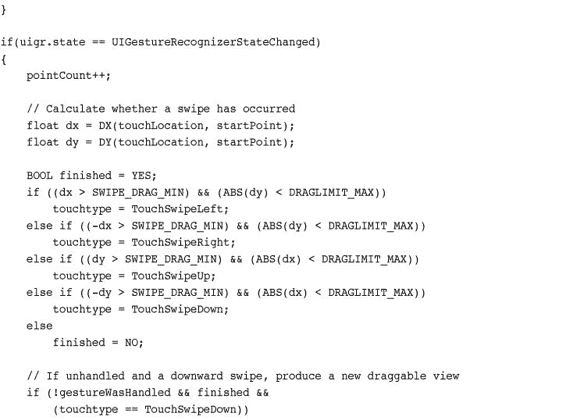 }
if(uigr.state == UIGestureRecognizerStateChanged)
{
pointCount++;
// Calculate whether a swipe has occurred
float dx = DX(touchLocation, startPoint);
float dy = DY(touchLocation, startPoint);
BOOL finished = YES;
if ((dx > SWIPE_DRAG_MIN) && (ABS(dy) < DRAGLIMIT_MAX))
touchtype = TouchSwipeLeft;
else if ((-dx > SWIPE_DRAG_MIN) && (ABS(dy) < DRAGLIMIT_MAX))
touchtype = TouchSwipeRight;
else if ((dy > SWIPE_DRAG_MIN) && (ABS(dx) < DRAGLIMIT_MAX))
touchtype = TouchSwipeUp;
else if ((-dy > SWIPE_DRAG_MIN) && (ABS(dx) < DRAGLIMIT_MAX))
touchtype = TouchSwipeDown;
else
finished = NO;
// If unhandled and a downward swipe, produce a new draggable view
if (!gestureWasHandled && finished &&
(touchtype == TouchSwipeDown))